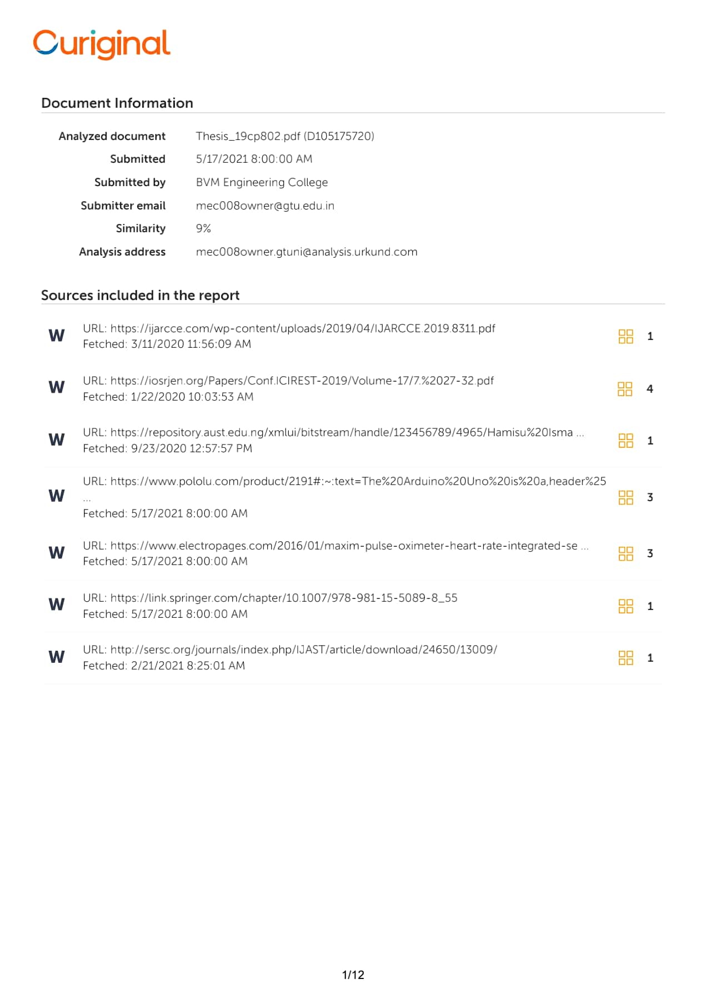 Curiginal
Document Information
Analyzed document Thesis_19cp802.pdf (D105175720)
Submitted 5/17/2021 8:00:00 AM
Submitted by BVM Engineering College
Submitter email mec008owner@gtu.edu.in
Similarity 9%
Analysis address mec008owner.gtuni@analysis.urkund.com
Sources included in the report
W URL: https://ijarcce.com/wp-content/uploads/2019/04/IJARCCE.2019.8311.pdf 1
Fetched: 3/11/2020 11:56:09 AM
W URL: https://iosrjen.org/Papers/Conf.ICIREST-2019/Volume-17/7.%2027-32.pdf 4
Fetched: 1/22/2020 10:03:53 AM
W URL: https://repository.aust.edu.ng/xmlui/bitstream/handle/123456789/4965/Hamisu%20Isma ... 1
Fetched: 9/23/2020 12:57:57 PM
URL: https://www.pololu.com/product/2191#:~:text=The%20Arduino%20Uno%20is%20a,header%25
W ... 3
Fetched: 5/17/2021 8:00:00 AM
W URL: https://www.electropages.com/2016/01/maxim-pulse-oximeter-heart-rate-integrated-se ... 3
Fetched: 5/17/2021 8:00:00 AM
W URL: https://link.springer.com/chapter/10.1007/978-981-15-5089-8_55 1
Fetched: 5/17/2021 8:00:00 AM
W URL: http://sersc.org/journals/index.php/IJAST/article/download/24650/13009/ 1
Fetched: 2/21/2021 8:25:01 AM
1/12